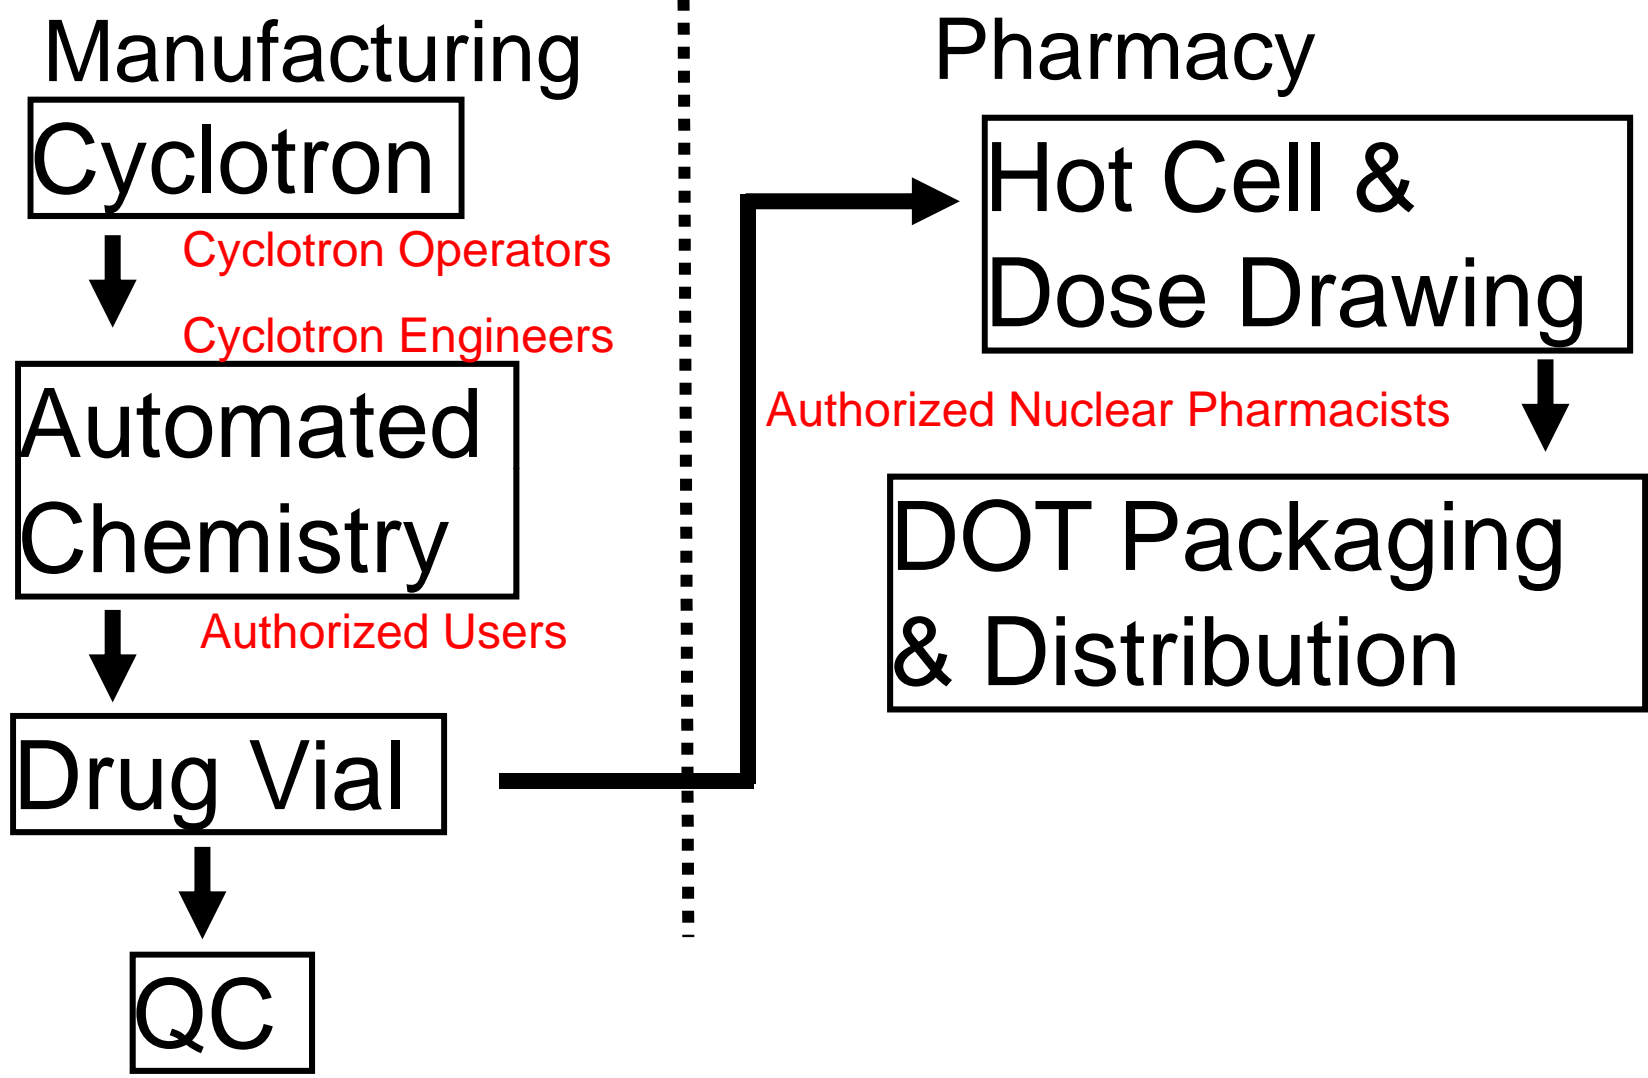 Manufacturing
Cyclotron
Cyclotron Operators
Cyclotron Engineers
Automated
Chemistry
Authorized Users
Drug Vial
QC
Pharmacy
Hot Cell &
Dose Drawing
Authorized Nuclear Pharmacists
DOT Packaging
& Distribution